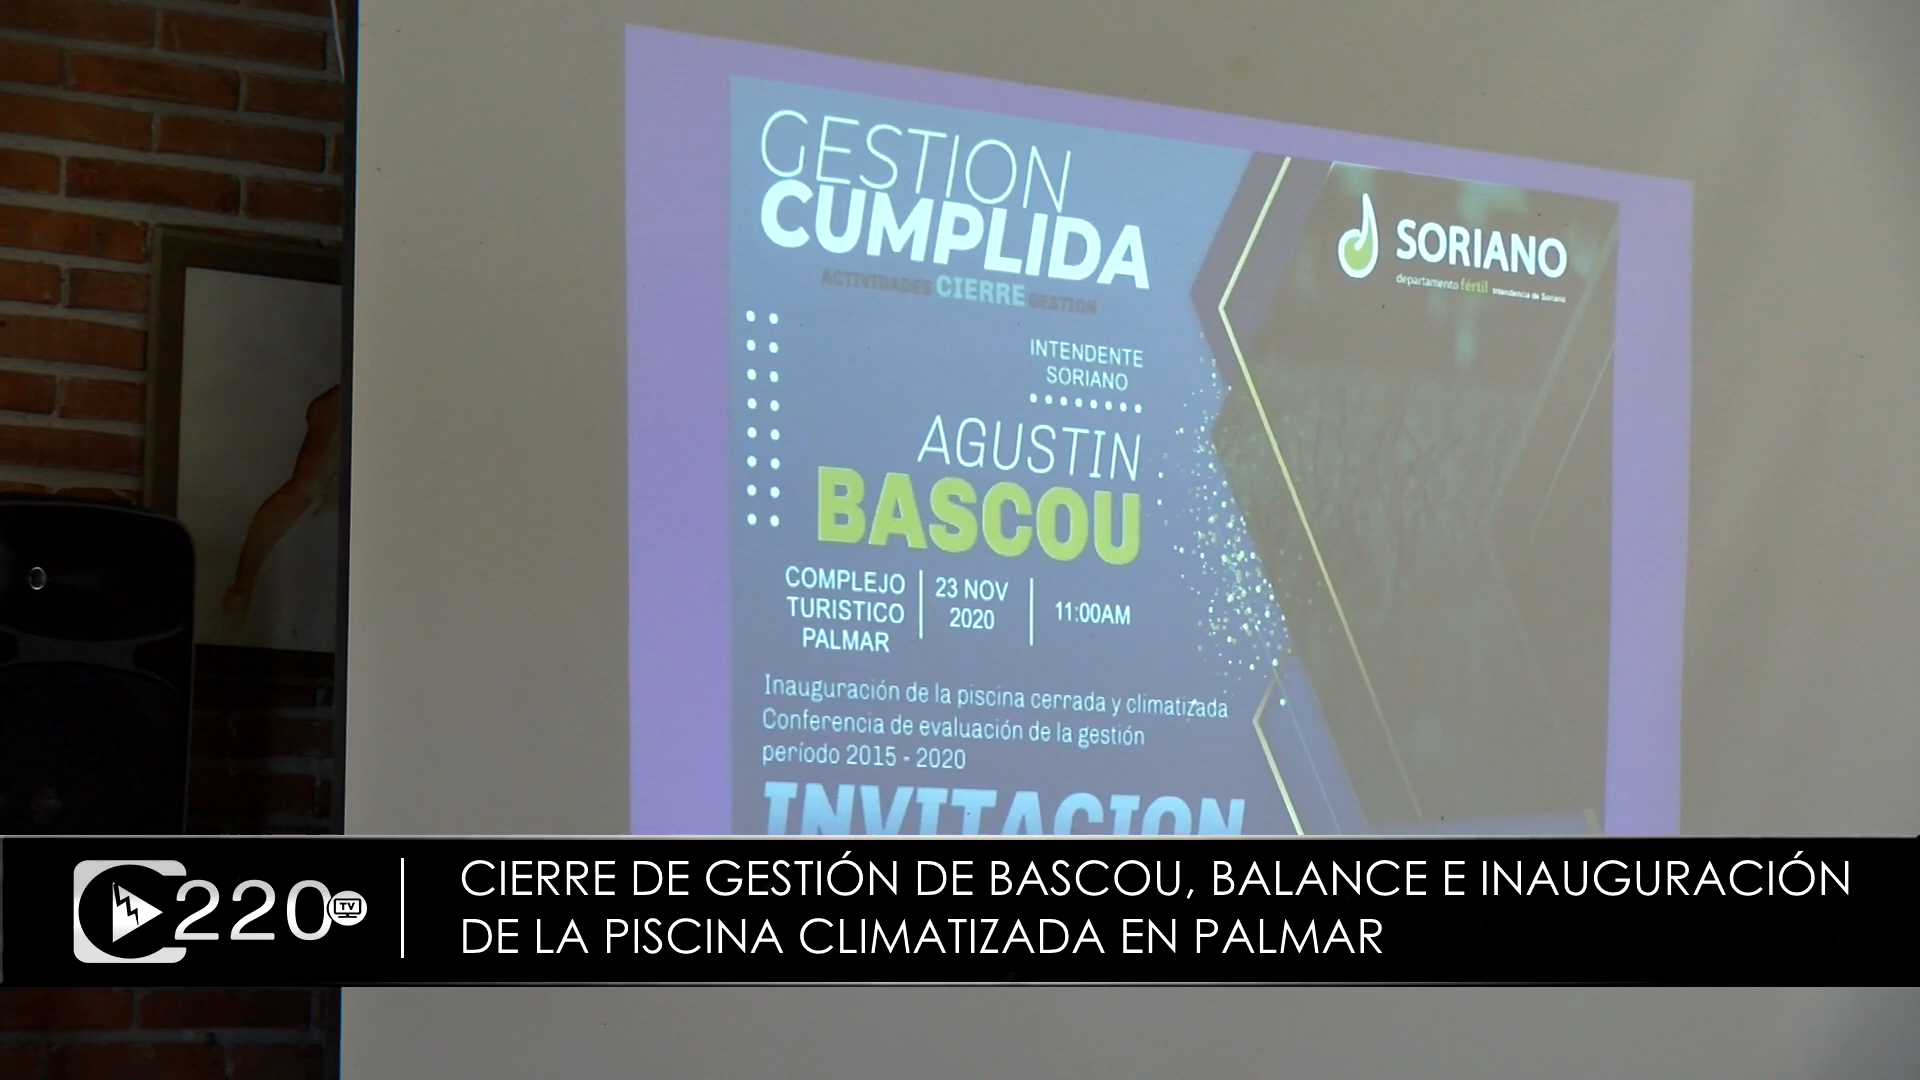 GESTION
CUMPLIDA
ACTIVIDADES CIERRE GESTION
SORIANO
departamento fértil Intendencia de Soriano
INTENDENTE
SORIANO
AGUSTIN
BASCOU
COMPLEJO
TURISTICO
PALMAR
23 NOV
2020
11:00AM
Inauguración de la piscina cerrada y climatizada
Conferencia de evaluación de la gestión
período 2015 - 2020
INVITACION
C220 TV
CIERRE DE GESTIÓN DE BASCOU, BALANCE E INAUGURACIÓN
DE LA PISCINA CLIMATIZADA EN PALMAR